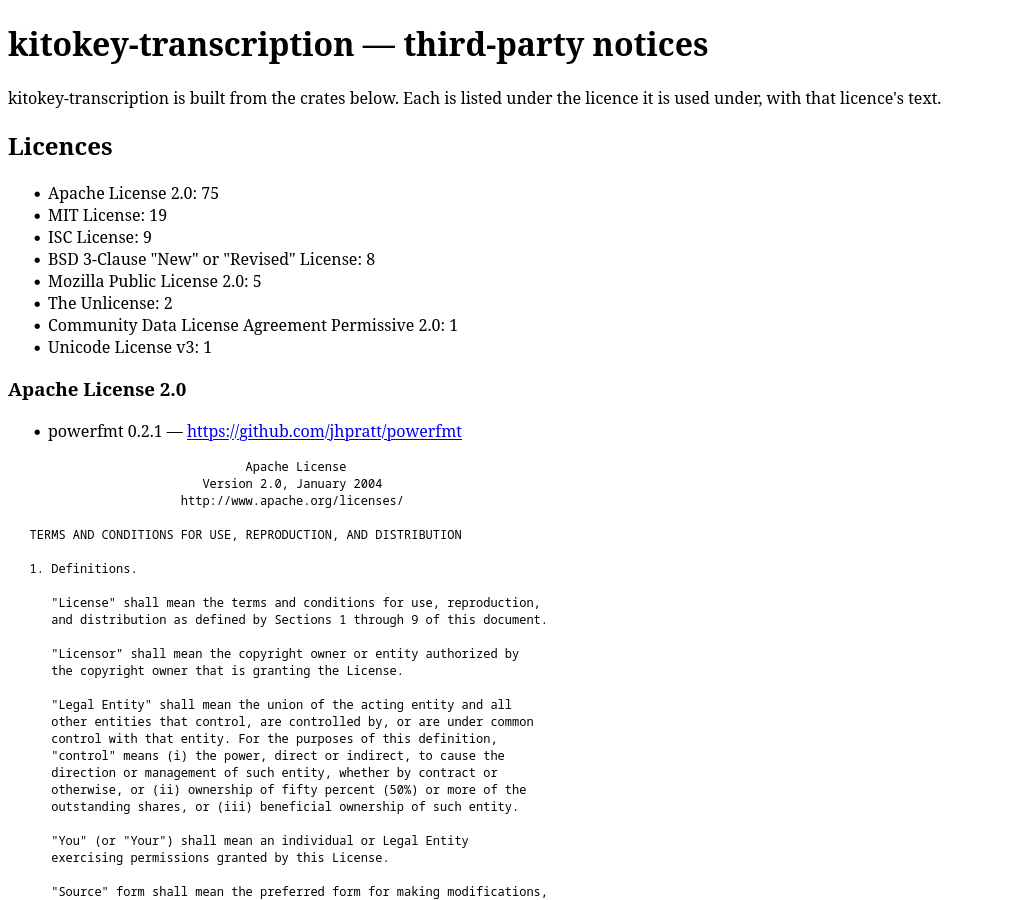 kitokey-transcription — third-party notices
kitokey-transcription is built from the crates below. Each is listed under the licence it is used under, with that licence's text.
Licences
• Apache License 2.0: 75
• MIT License: 19
• ISC License: 9
• BSD 3-Clause "New" or "Revised" License: 8
• Mozilla Public License 2.0: 5
• The Unlicense: 2
• Community Data License Agreement Permissive 2.0: 1
• Unicode License v3: 1
Apache License 2.0
• powerfmt 0.2.1 — https://github.com/jhpratt/powerfmt
Apache License
Version 2.0, January 2004
http://www.apache.org/licenses/
TERMS AND CONDITIONS FOR USE, REPRODUCTION, AND DISTRIBUTION
1. Definitions.
"License" shall mean the terms and conditions for use, reproduction,
and distribution as defined by Sections 1 through 9 of this document.
"Licensor" shall mean the copyright owner or entity authorized by
the copyright owner that is granting the License.
"Legal Entity" shall mean the union of the acting entity and all
other entities that control, are controlled by, or are under common
control with that entity. For the purposes of this definition,
"control" means (i) the power, direct or indirect, to cause the
direction or management of such entity, whether by contract or
otherwise, or (ii) ownership of fifty percent (50%) or more of the
outstanding shares, or (iii) beneficial ownership of such entity.
"You" (or "Your") shall mean an individual or Legal Entity
exercising permissions granted by this License.
"Source" form shall mean the preferred form for making modifications,